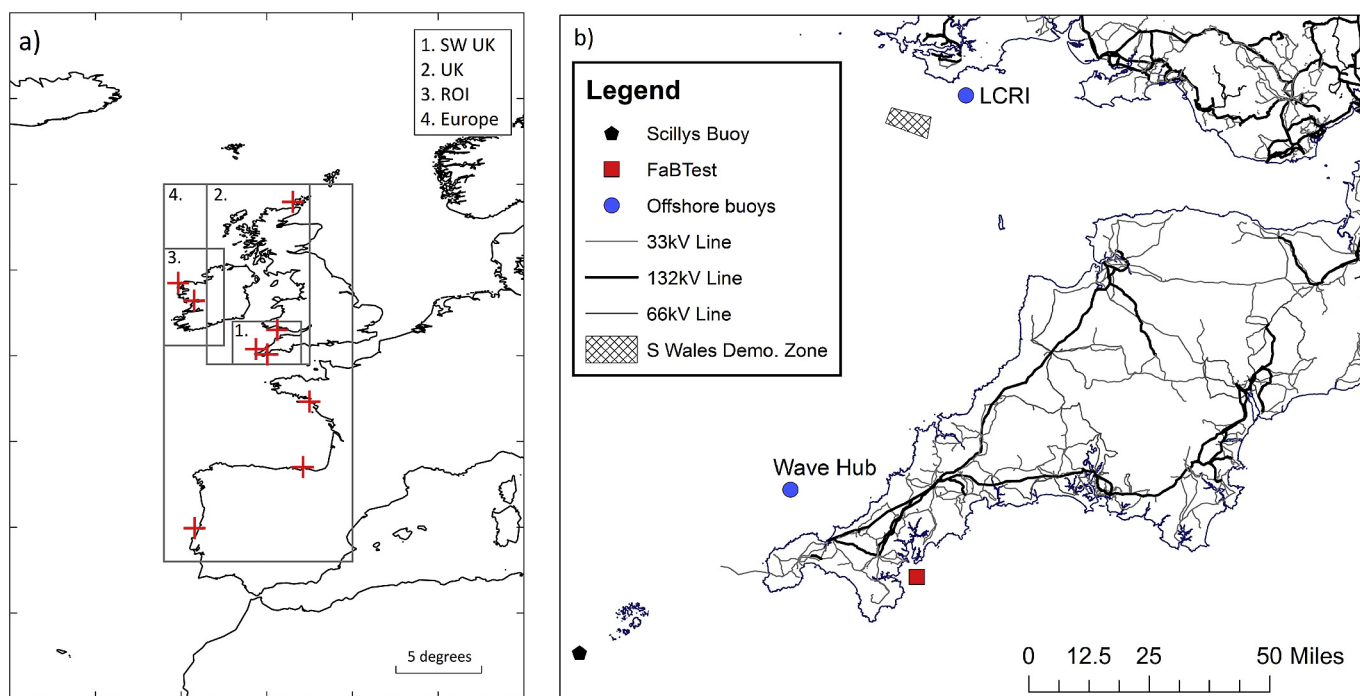 a)
1. SW UK
2. UK
3. ROI
4. Europe
4.
2.
3.
1.
5 degrees
b)
Legend
Scillys Buoy
FaBTest
Offshore buoys
33kV Line
132kV Line
66kV Line
S Wales Demo. Zone
LCRI
Wave Hub
0 12.5 25 50 Miles